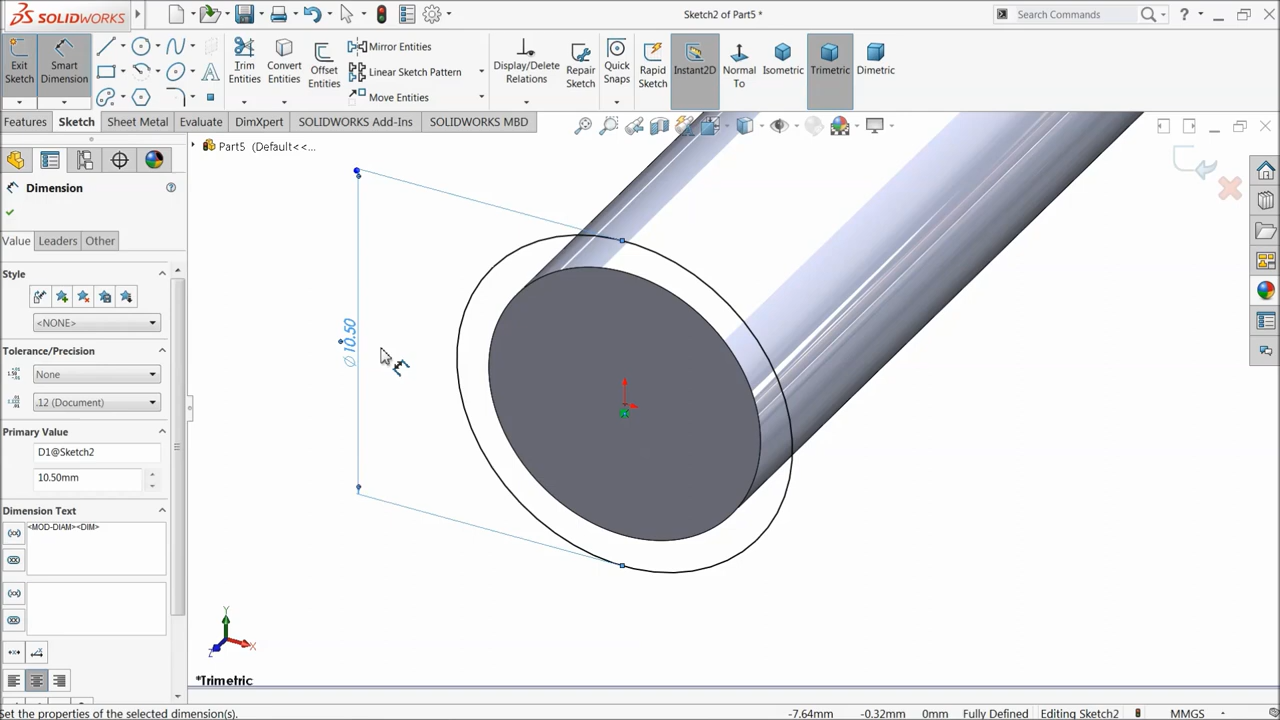 SOLIDWORKS
Sketch2 of Part5 *
Search Commands
?
Exit Sketch
Smart Dimension
Trim Entities
Convert Entities
Offset Entities
Mirror Entities
Linear Sketch Pattern
Move Entities
Display/Delete Relations
Repair Sketch
Quick Snaps
Rapid Sketch
Instant2D
Normal To
Isometric
Trimetric
Dimetric
Features
Sketch
Sheet Metal
Evaluate
DimXpert
SOLIDWORKS Add-Ins
SOLIDWORKS MBD
Part5 (Default<<...
Dimension
Value
Leaders
Other
Style
<NONE>
Tolerance/Precision
None
.12 (Document)
Primary Value
D1@Sketch2
10.50mm
Dimension Text
<MOD-DIAM><DIM>
∅10.50
Y
X
Z
*Trimetric
Set the properties of the selected dimension(s).
-7.64mm
-0.32mm
0mm
Fully Defined
Editing Sketch2
MMGS